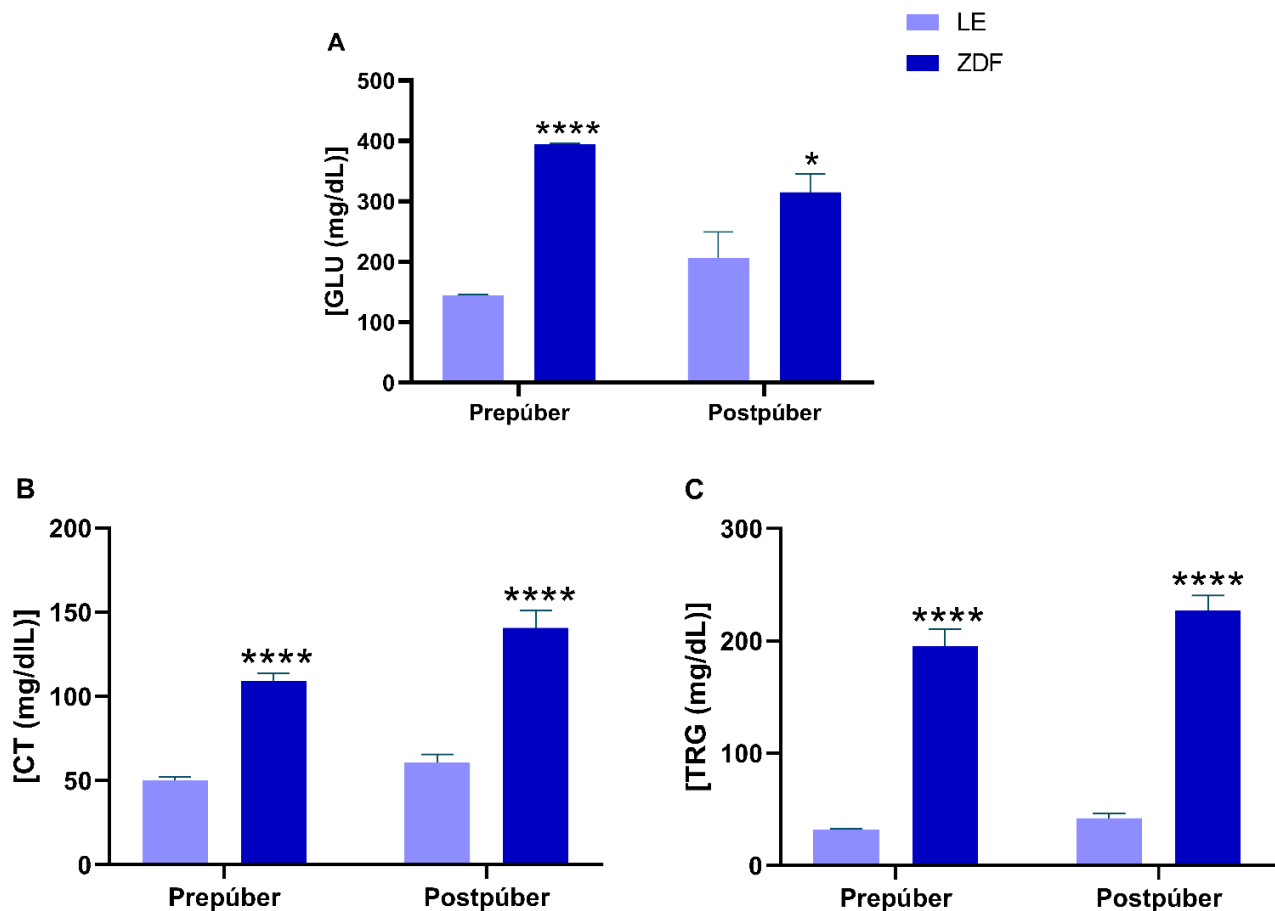 LE
ZDF
A
[GLU (mg/dL)]
500
400
300
200
100
0
****
*
Prepúber
Postpúber
B
[CT (mg/dlL)]
200
150
100
50
0
****
****
Prepúber
Postpúber
C
[TRG (mg/dL)]
300
200
100
0
****
****
Prepúber
Postpúber